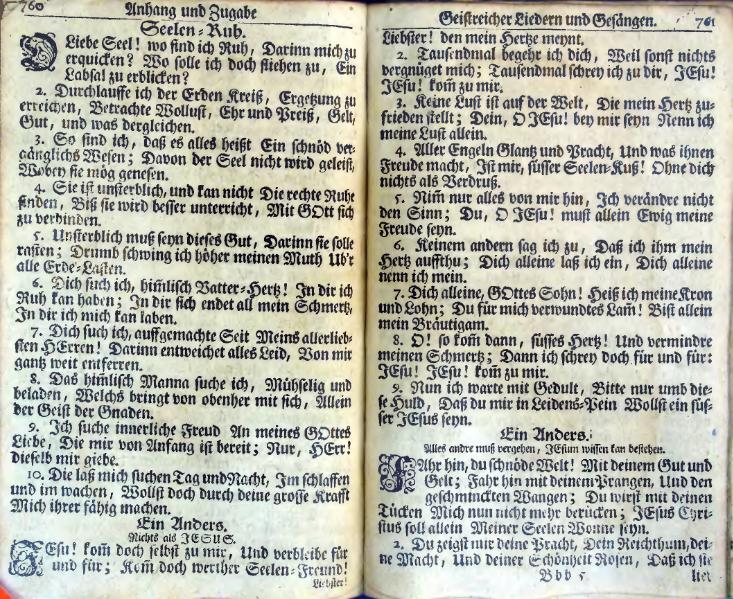 760 Anhang und Zugabe
Seelen-Ruh.
Liebe Seel! wo find ich Ruh, Darinn mich zu
erquicken? Wo solle ich doch fliehen zu, Ein
Labsal zu erblicken?
2. Durchlauffe ich der Erden Kreiß, Ergetzung zu
erreichen, Betrachte Wollust, Ehr und Preiß, Gelt,
Gut, und was dergleichen.
3. So find ich, daß es alles heißt Ein schnöd ver-
gänglichs Wesen; Davon der Seel nicht wird geleist,
Woben sie mög genesen.
4. Sie ist unsterblich, und kan nicht Die rechte Ruhe
finden, Biß sie wird besser unterricht, Mit GOtt sich
zu verbinden.
5. Unsterblich muß seyn dieses Gut, Darinn sie solle
rasten; Drumb schwing ich höher meinen Muth Ub'r
alle Erde-Lasten.
6. Dich such ich, him̄lisch Vatter-Hertz! In dir ich
Ruh kan haben; In dir sich endet all mein Schmertz,
In dir ich mich kan laben.
7. Dich such ich, auffgemachte Seit Meins allerlieb-
sten HErren! Darinn entweichet alles Leid, Von mir
gantz weit entferren.
8. Das him̄lisch Manna suche ich, Mühselig und
beladen, Welchs bringt von obenher mit sich, Allein
der Geist der Gnaden.
9. Ich suche innerliche Freud An meines GOttes
Liebe, Die mir von Anfang ist bereit; Nur, HErr!
dieselb mir giebe.
10. Die laß mich suchen Tag und Nacht, Im schlaffen
und im wachen, Wollst doch durch deine grosse Krafft
Mich ihrer fähig machen.
Ein Anders.
Nichts als JESUS.
JEsu! kom̄ doch selbst zu mir, Und verbleibe für
und für; Kom̄ doch werther Seelen-Freund!
Liebster!
Geistreicher Liedern und Gesängen. 761
Liebster! den mein Hertze meynt.
2. Tausendmal begehr ich dich, Weil sonst nichts
vergnüget mich; Tausendmal schrey ich zu dir, JEsu!
JEsu! kom̄ zu mir.
3. Keine Lust ist auf der Welt, Die mein Hertz zu-
frieden stellt; Dein, O JEsu! bey mir seyn Nenn ich
meine Lust allein.
4. Aller Engeln Glantz und Pracht, Und was ihnen
Freude macht, Ist mir, süsser Seelen-Kuß! Ohne dich
nichts als Verdruß.
5. Nim̄ nur alles von mir hin, Ich verändre nicht
den Sinn; Du, O JEsu! must allein Ewig meine
Freude seyn.
6. Keinem andern sag ich zu, Daß ich ihm mein
Hertz auffthu; Dich alleine laß ich ein, Dich alleine
nenn ich mein.
7. Dich alleine, GOttes Sohn! Heiß ich meine Kron
und Lohn; Du für mich verwundtes Lam̄! Bist allein
mein Bräutigam.
8. O! so kom̄ dann, süsses Hertz! Und vermindre
meinen Schmertz; Dann ich schrey doch für und für:
JEsu! JEsu! kom̄ zu mir.
9. Nun ich warte mit Gedult, Bitte nur umb die-
se Huld, Daß du mir in Leidens-Pein Wollst ein süs-
ser JEsus seyn.
Ein Anders.
Alles andre muß vergehen, JEsum wissen kan bestehen.
FAhr hin, du schnöde Welt! Mit deinem Gut und
Gelt; Fahr hin mit deinem Prangen, Und den
geschminckten Wangen; Du wirst mit deinen
Tücken Mich nun nicht mehr berücken; JEsus Chri-
stus soll allein Meiner Seelen Wonne seyn.
2. Du zeigst mir deine Pracht, Dein Reichthum, dei-
ne Macht, Und deiner Schönheit Rosen, Daß ich sie
Bbb 5